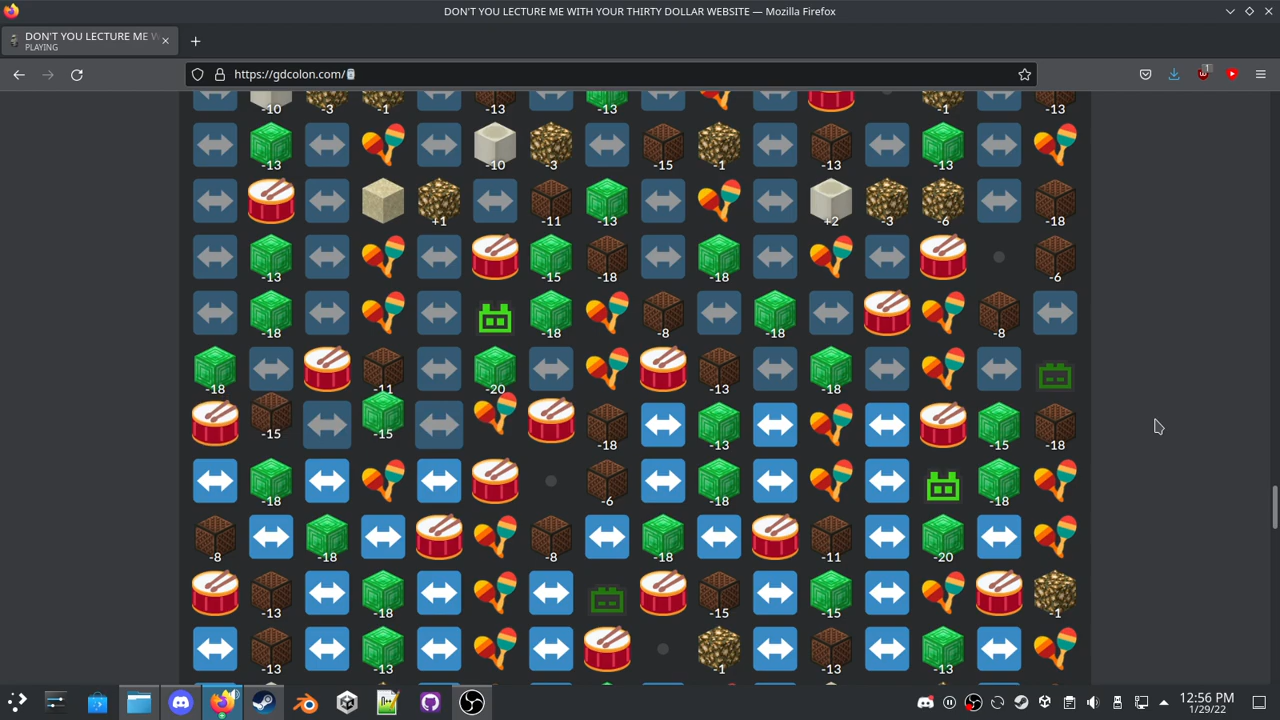 DON'T YOU LECTURE ME WITH YOUR THIRTY DOLLAR WEBSITE — Mozilla Firefox
DON'T YOU LECTURE ME W
PLAYING
https://gdcolon.com/🗿
1
-10 -3 -1 -13 -13 -1 -13
-13 -10 -3 -15 -1 -13 -13
+1 -11 -13 +2 -3 -6 -18
-13 -15 -18 -18 -6
-18 -18 -8 -18 -8
-18 -11 -20 -13 -18
-15 -15 -18 -13 -15 -18
-18 -6 -18 -18
-8 -18 -8 -18 -11 -20
-13 -18 -15 -15 -1
-13 -13 -1 -13 -13
12:56 PM
1/29/22